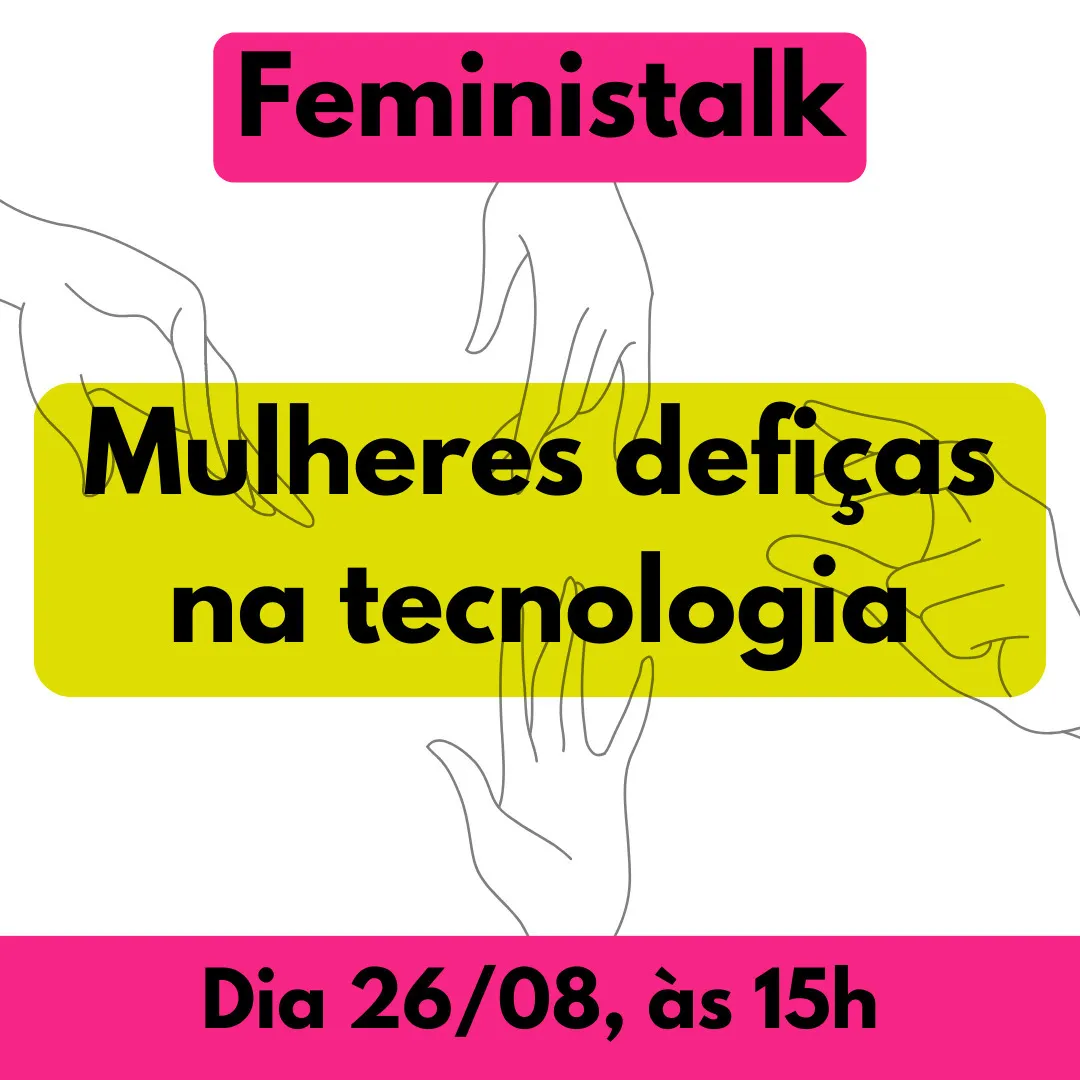 Feministalk
Mulheres defiças
na tecnologia
Dia 26/08, às 15h